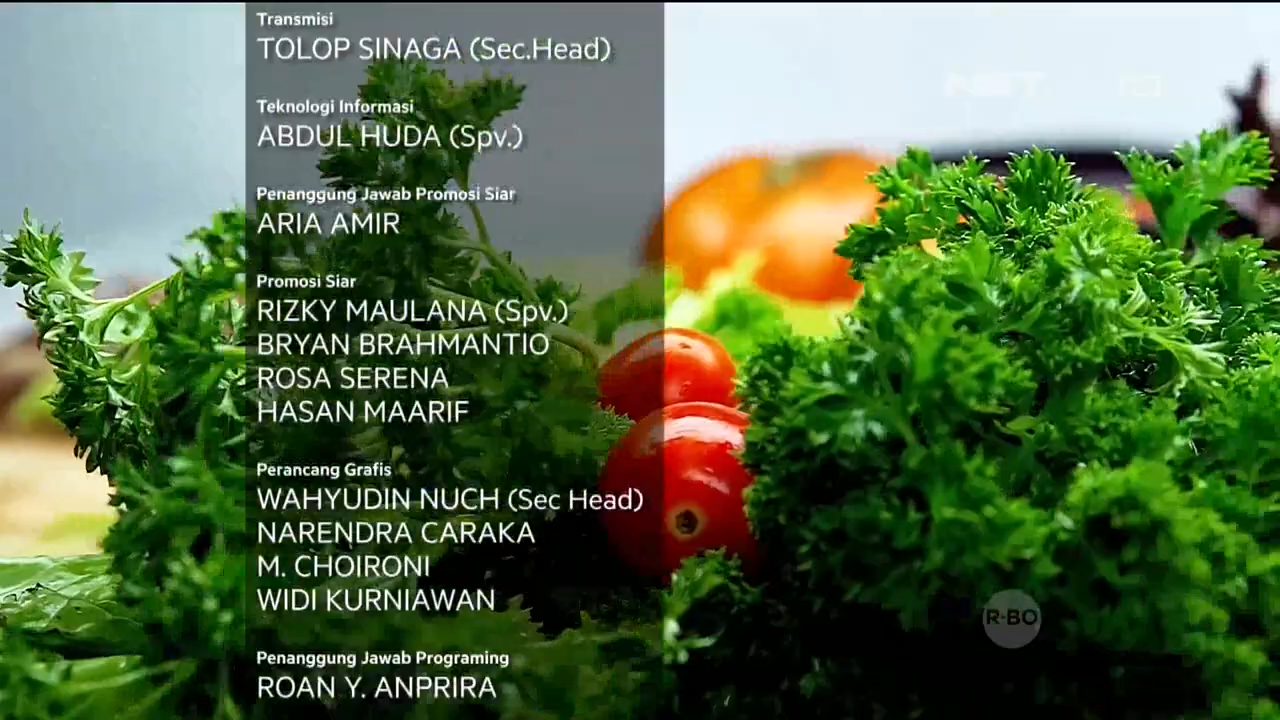 Transmisi
TOLOP SINAGA (Sec.Head)
Teknologi Informasi
ABDUL HUDA (Spv.)
Penanggung Jawab Promosi Siar
ARIA AMIR
Promosi Siar
RIZKY MAULANA (Spv.)
BRYAN BRAHMANTIO
ROSA SERENA
HASAN MAARIF
Perancang Grafis
WAHYUDIN NUCH (Sec Head)
NARENDRA CARAKA
M. CHOIRONI
WIDI KURNIAWAN
Penanggung Jawab Programing
ROAN Y. ANPRIRA
NET
R-BO